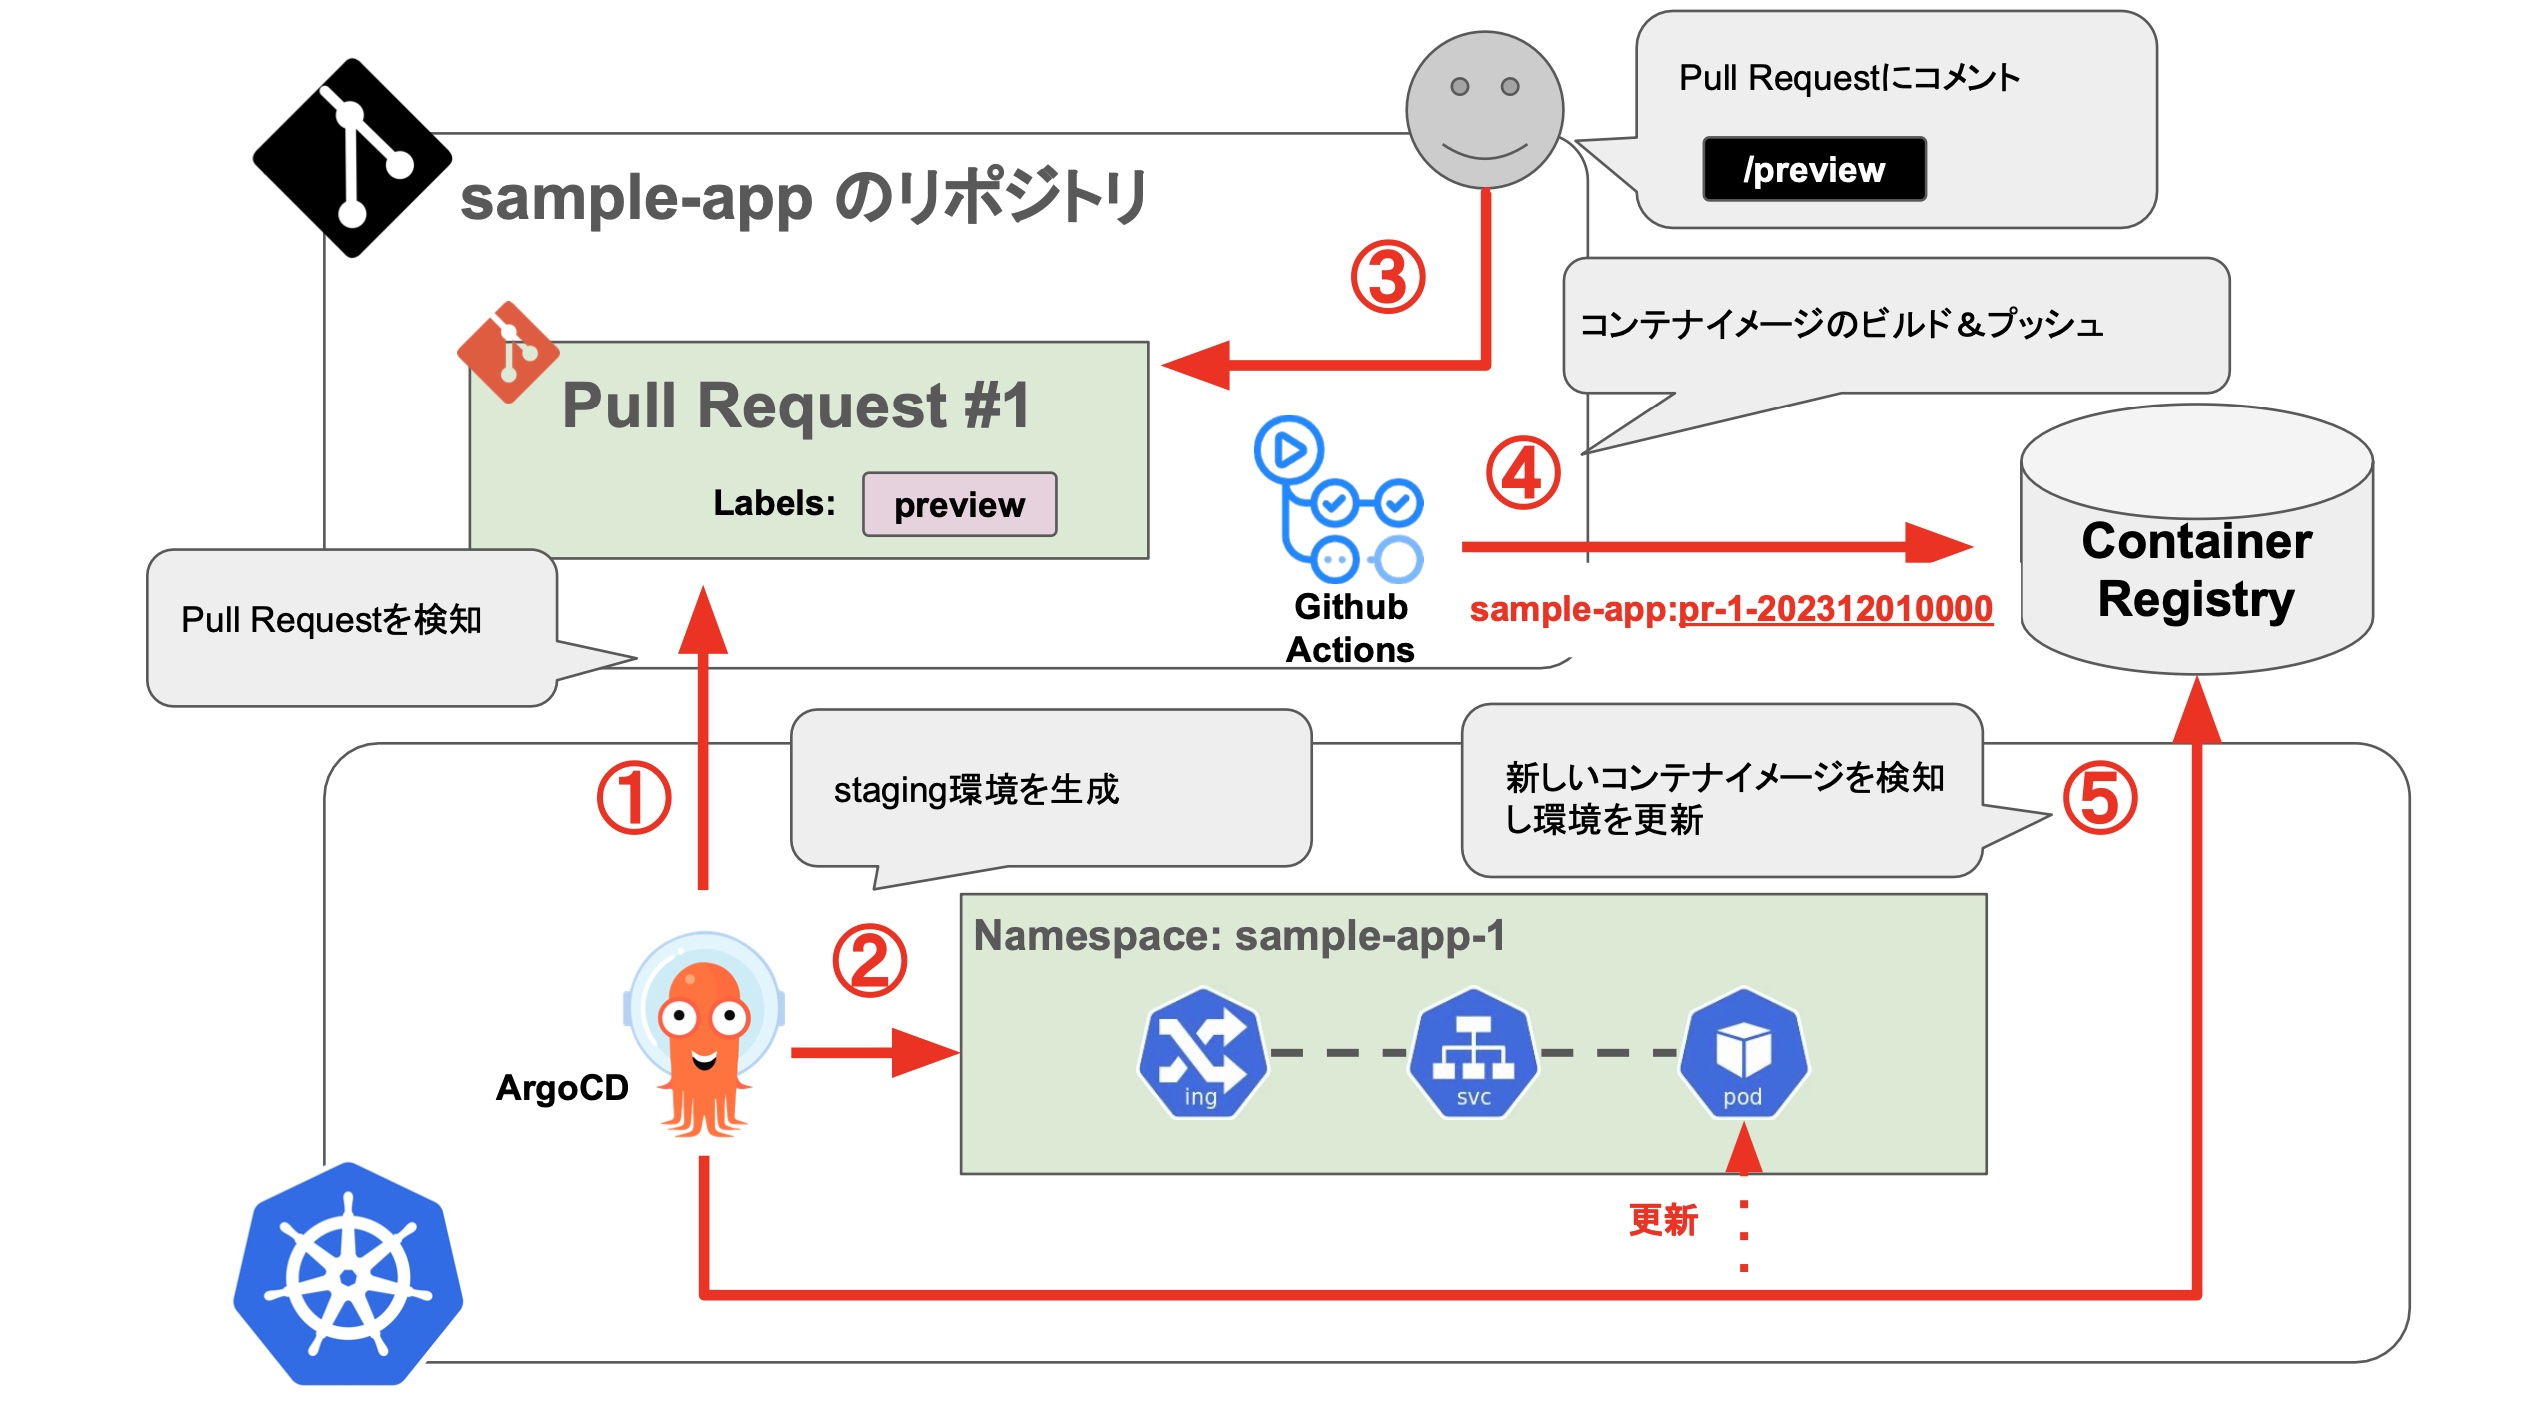 Pull Requestにコメント
/preview
sample-app のリポジトリ
③
コンテナイメージのビルド＆プッシュ
Pull Request #1
Labels:
preview
④
Container
Registry
Github
Actions
sample-app:pr-1-202312010000
Pull Requestを検知
①
staging環境を生成
新しいコンテナイメージを検知
し環境を更新
⑤
②
Namespace: sample-app-1
ArgoCD
ing
svc
pod
更新